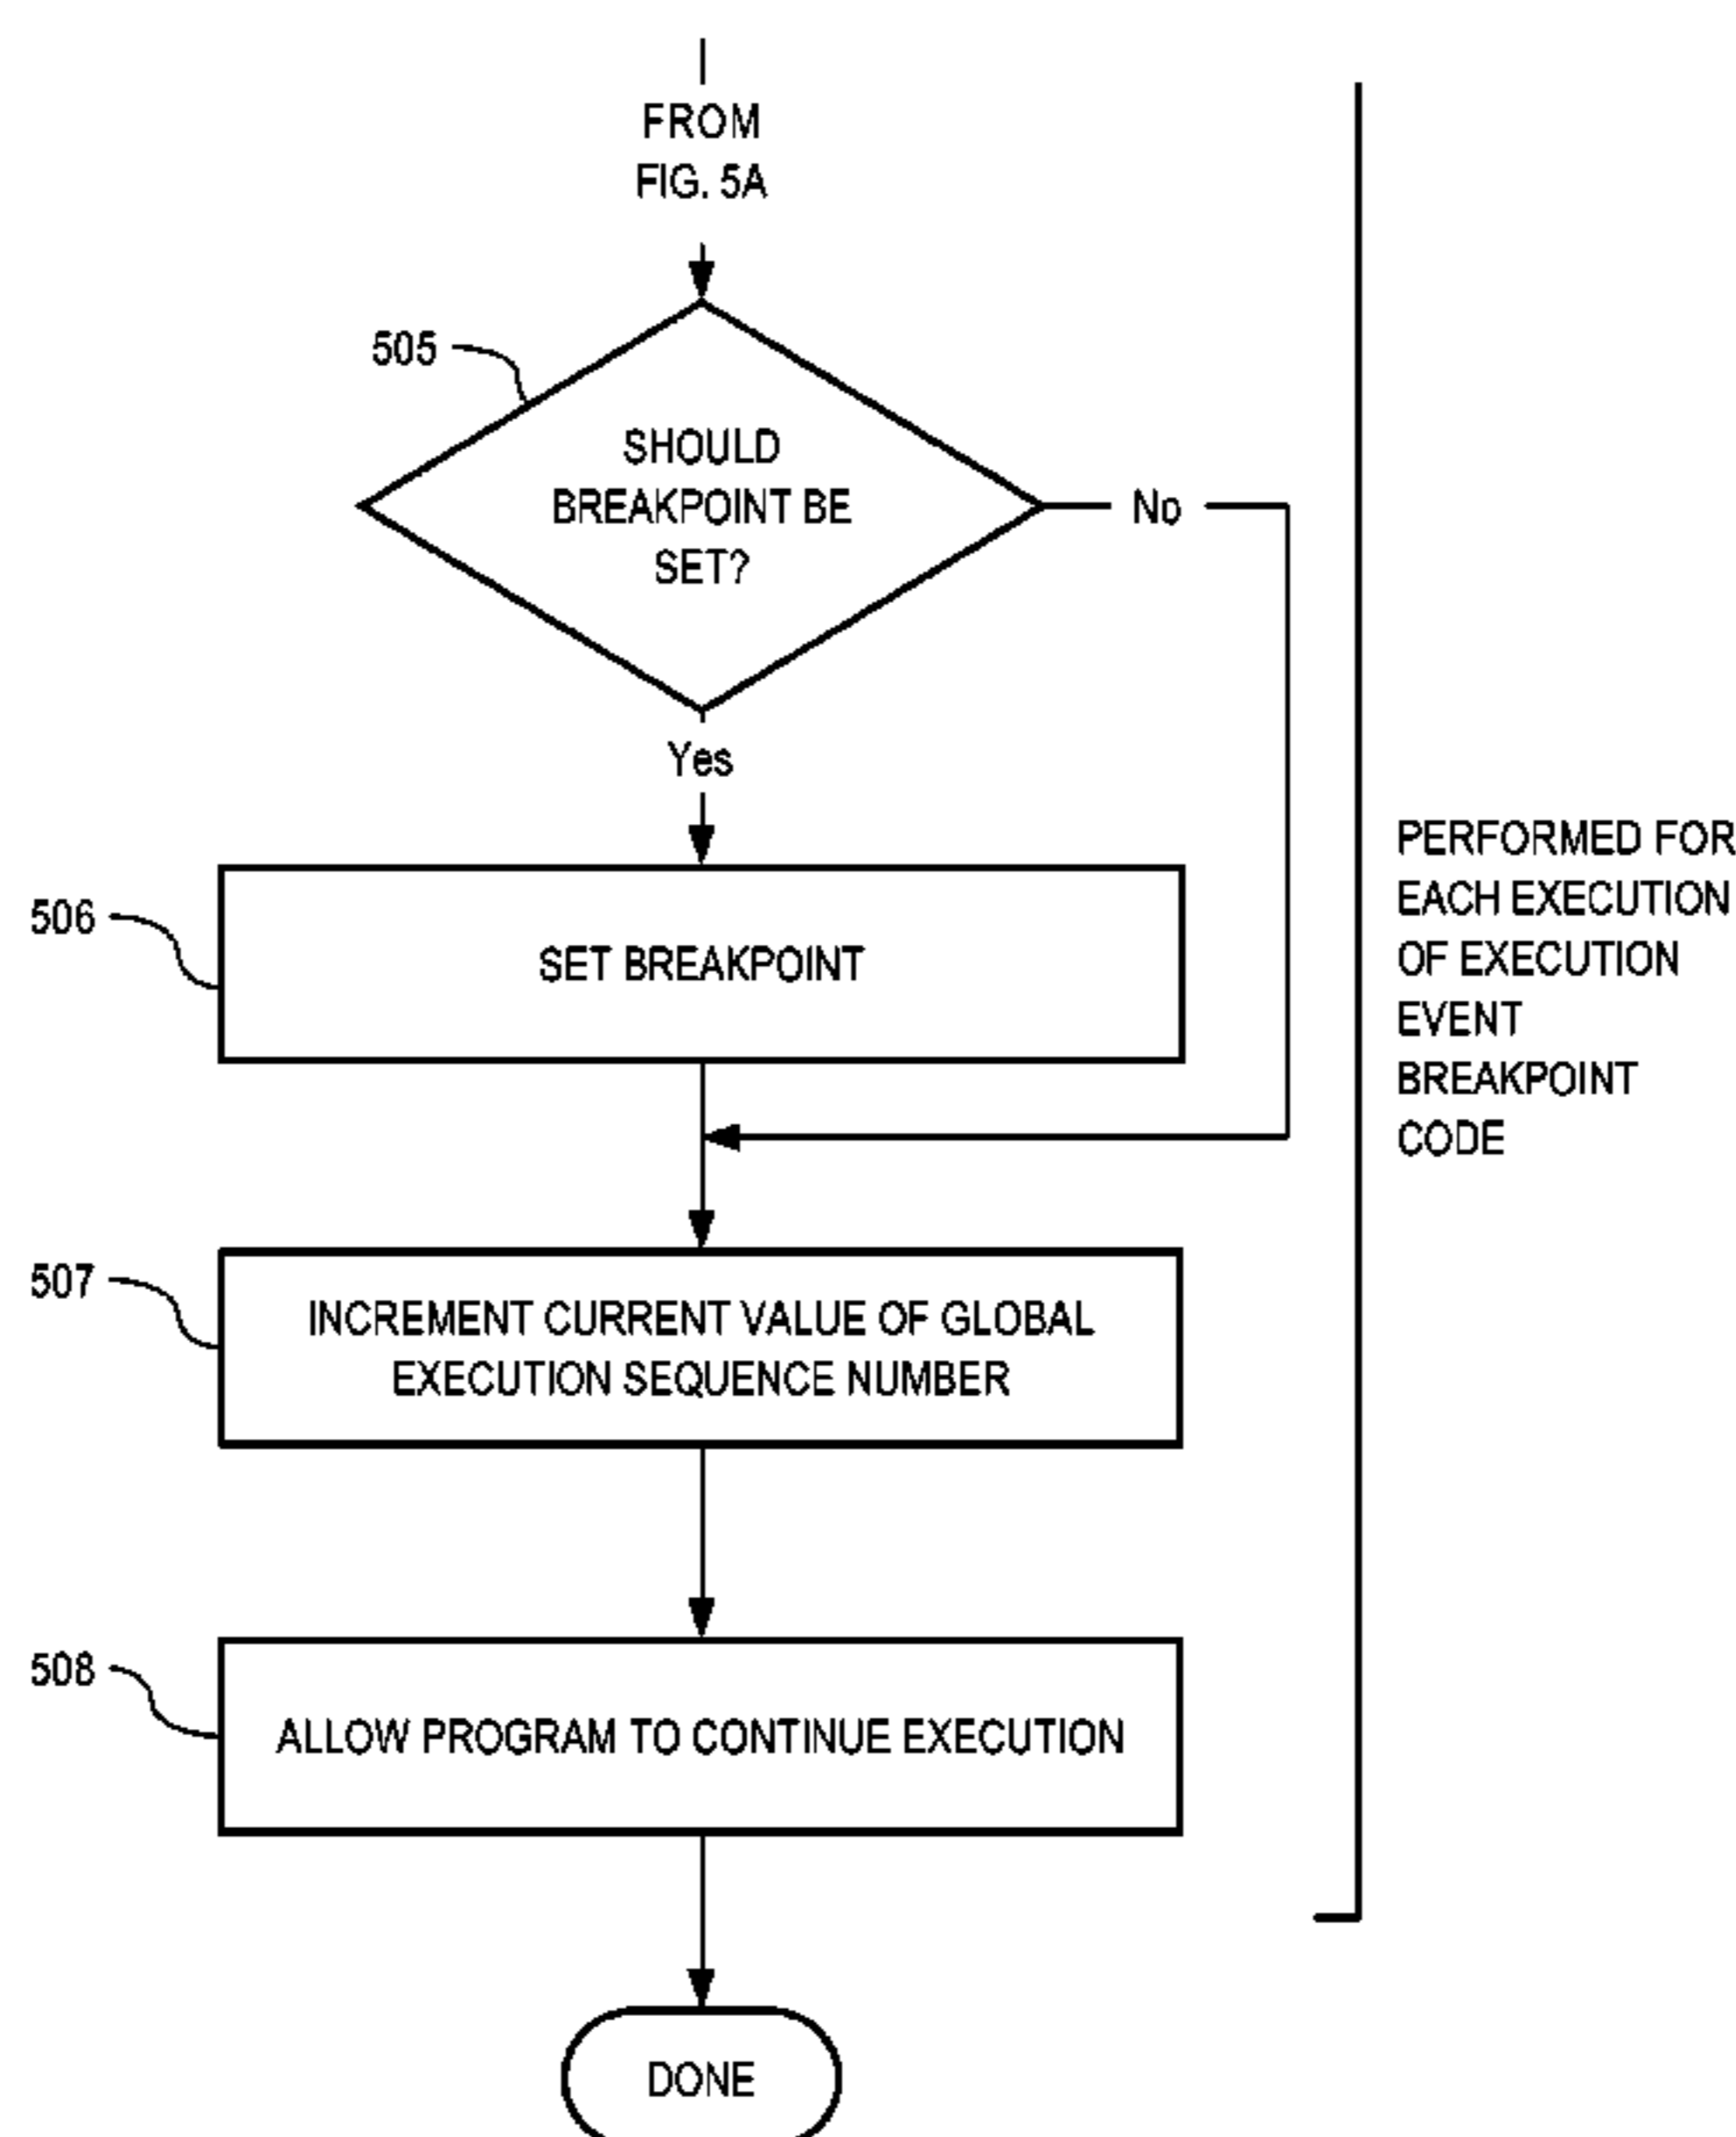 FROM
FIG. 5A
505
SHOULD
BREAKPOINT BE
SET?
No
Yes
506
SET BREAKPOINT
PERFORMED FOR
EACH EXECUTION
OF EXECUTION
EVENT
BREAKPOINT
CODE
507
INCREMENT CURRENT VALUE OF GLOBAL
EXECUTION SEQUENCE NUMBER
508
ALLOW PROGRAM TO CONTINUE EXECUTION
DONE